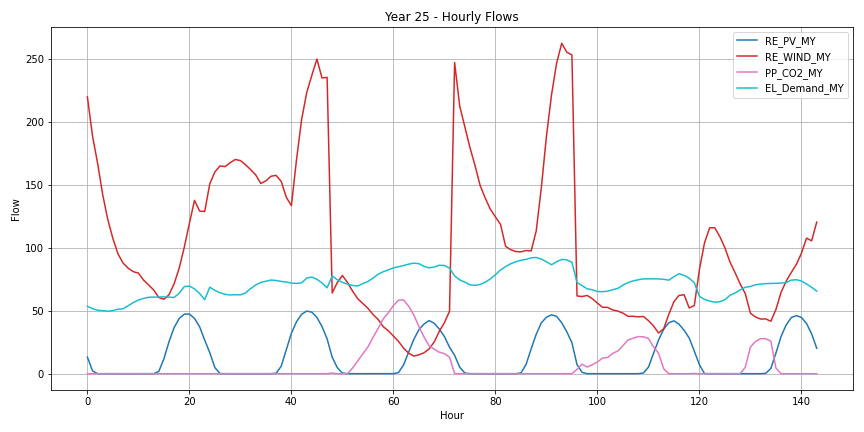 Year 25 - Hourly Flows
RE_PV_MY
RE_WIND_MY
PP_CO2_MY
EL_Demand_MY
250
200
150
100
50
0
Flow
0 20 40 60 80 100 120 140
Hour